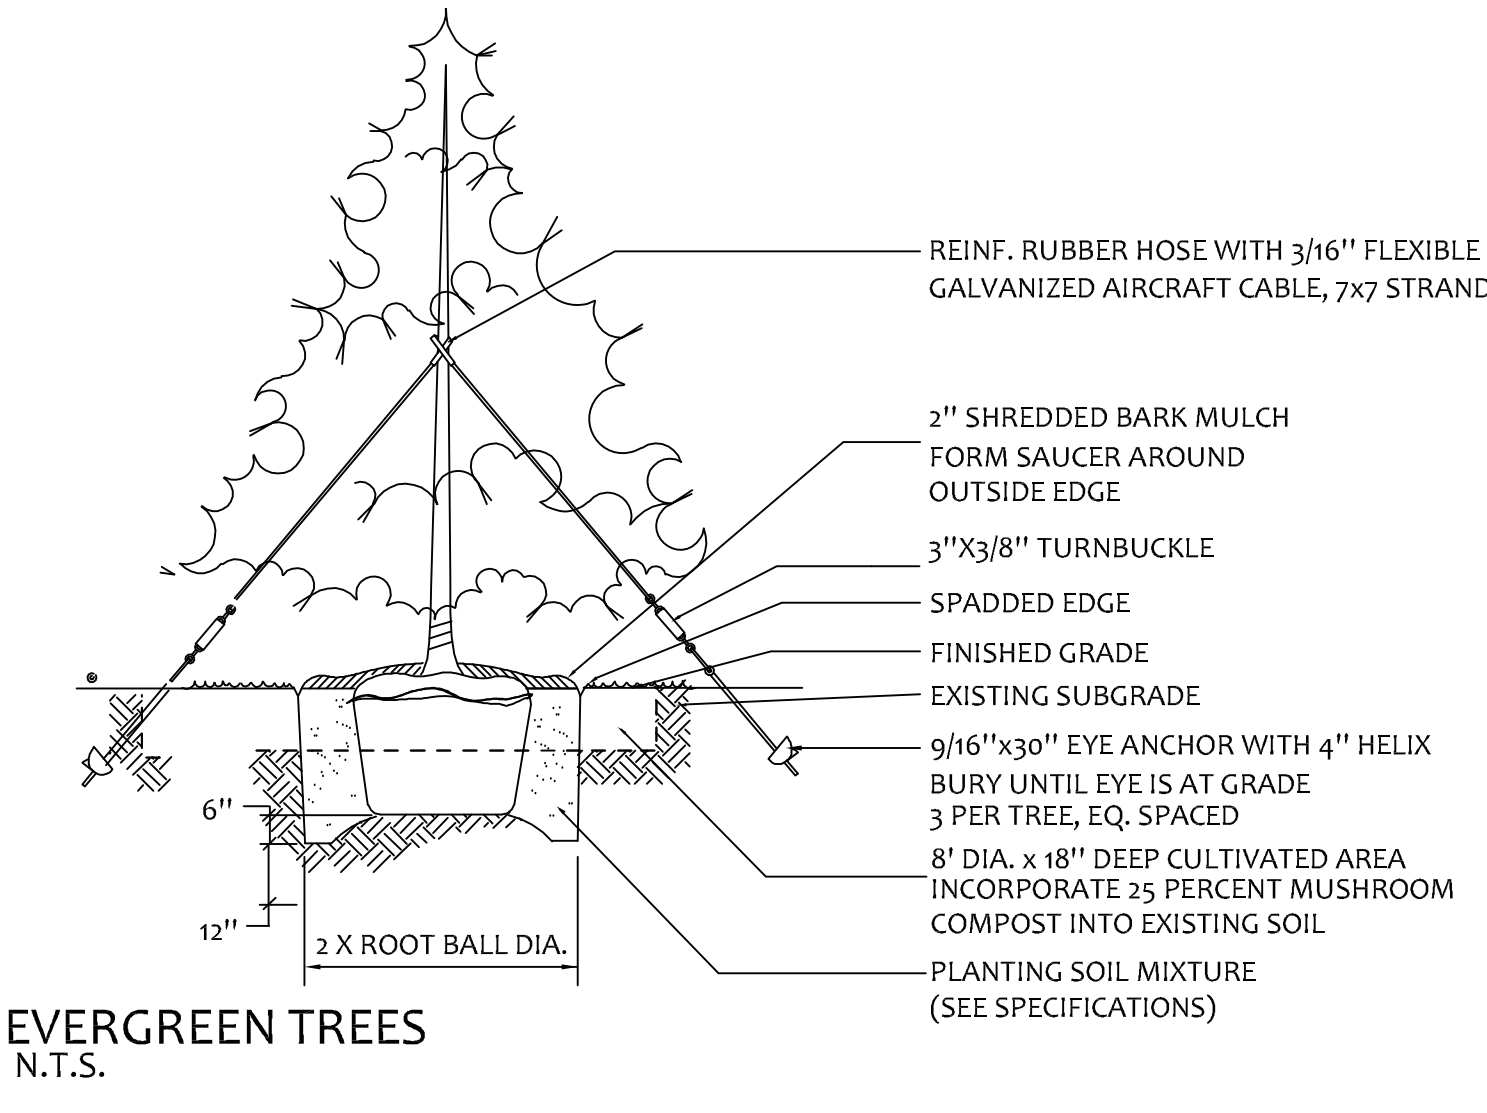 REINF. RUBBER HOSE WITH 3/16" FLEXIBLE
GALVANIZED AIRCRAFT CABLE, 7x7 STRAND
2" SHREDDED BARK MULCH
FORM SAUCER AROUND
OUTSIDE EDGE
3"X3/8" TURNBUCKLE
SPADDED EDGE
FINISHED GRADE
EXISTING SUBGRADE
9/16"x30" EYE ANCHOR WITH 4" HELIX
BURY UNTIL EYE IS AT GRADE
3 PER TREE, EQ. SPACED
8' DIA. x 18" DEEP CULTIVATED AREA
INCORPORATE 25 PERCENT MUSHROOM
COMPOST INTO EXISTING SOIL
PLANTING SOIL MIXTURE
(SEE SPECIFICATIONS)
6"
12"
2 X ROOT BALL DIA.
EVERGREEN TREES
N.T.S.